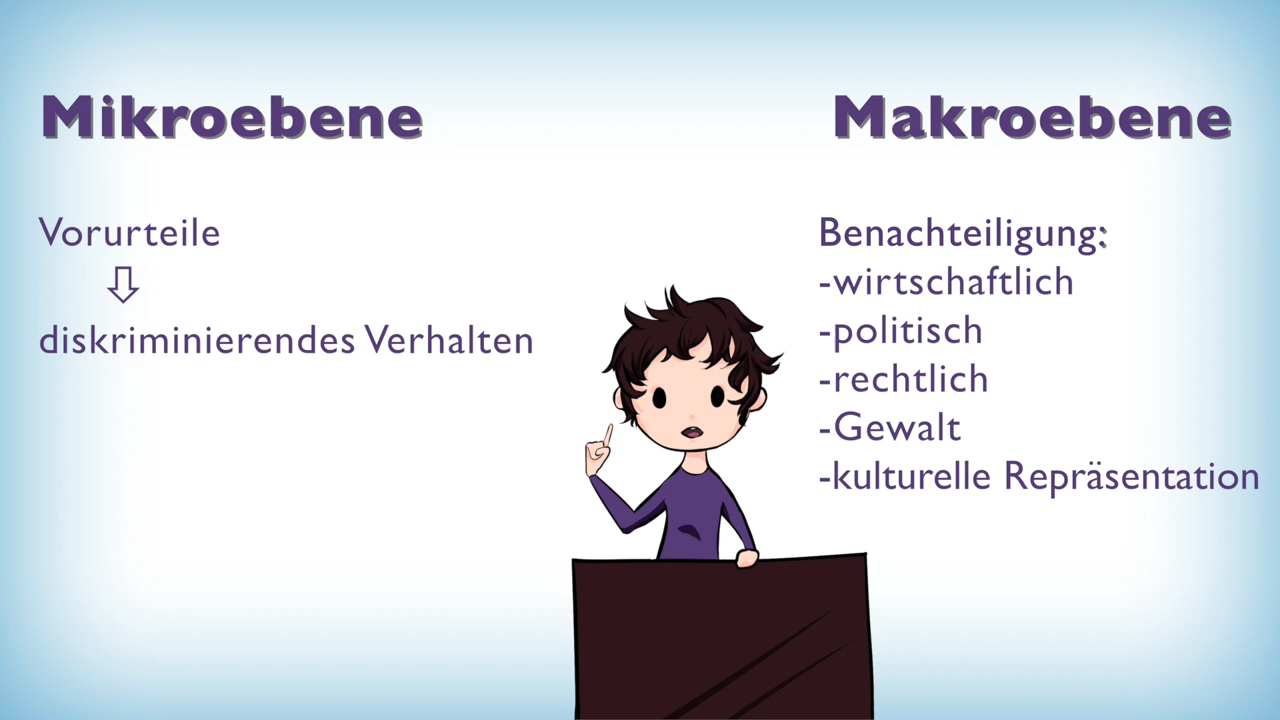 Mikroebene
Vorurteile
⇩
diskriminierendes Verhalten
Makroebene
Benachteiligung:
-wirtschaftlich
-politisch
-rechtlich
-Gewalt
-kulturelle Repräsentation